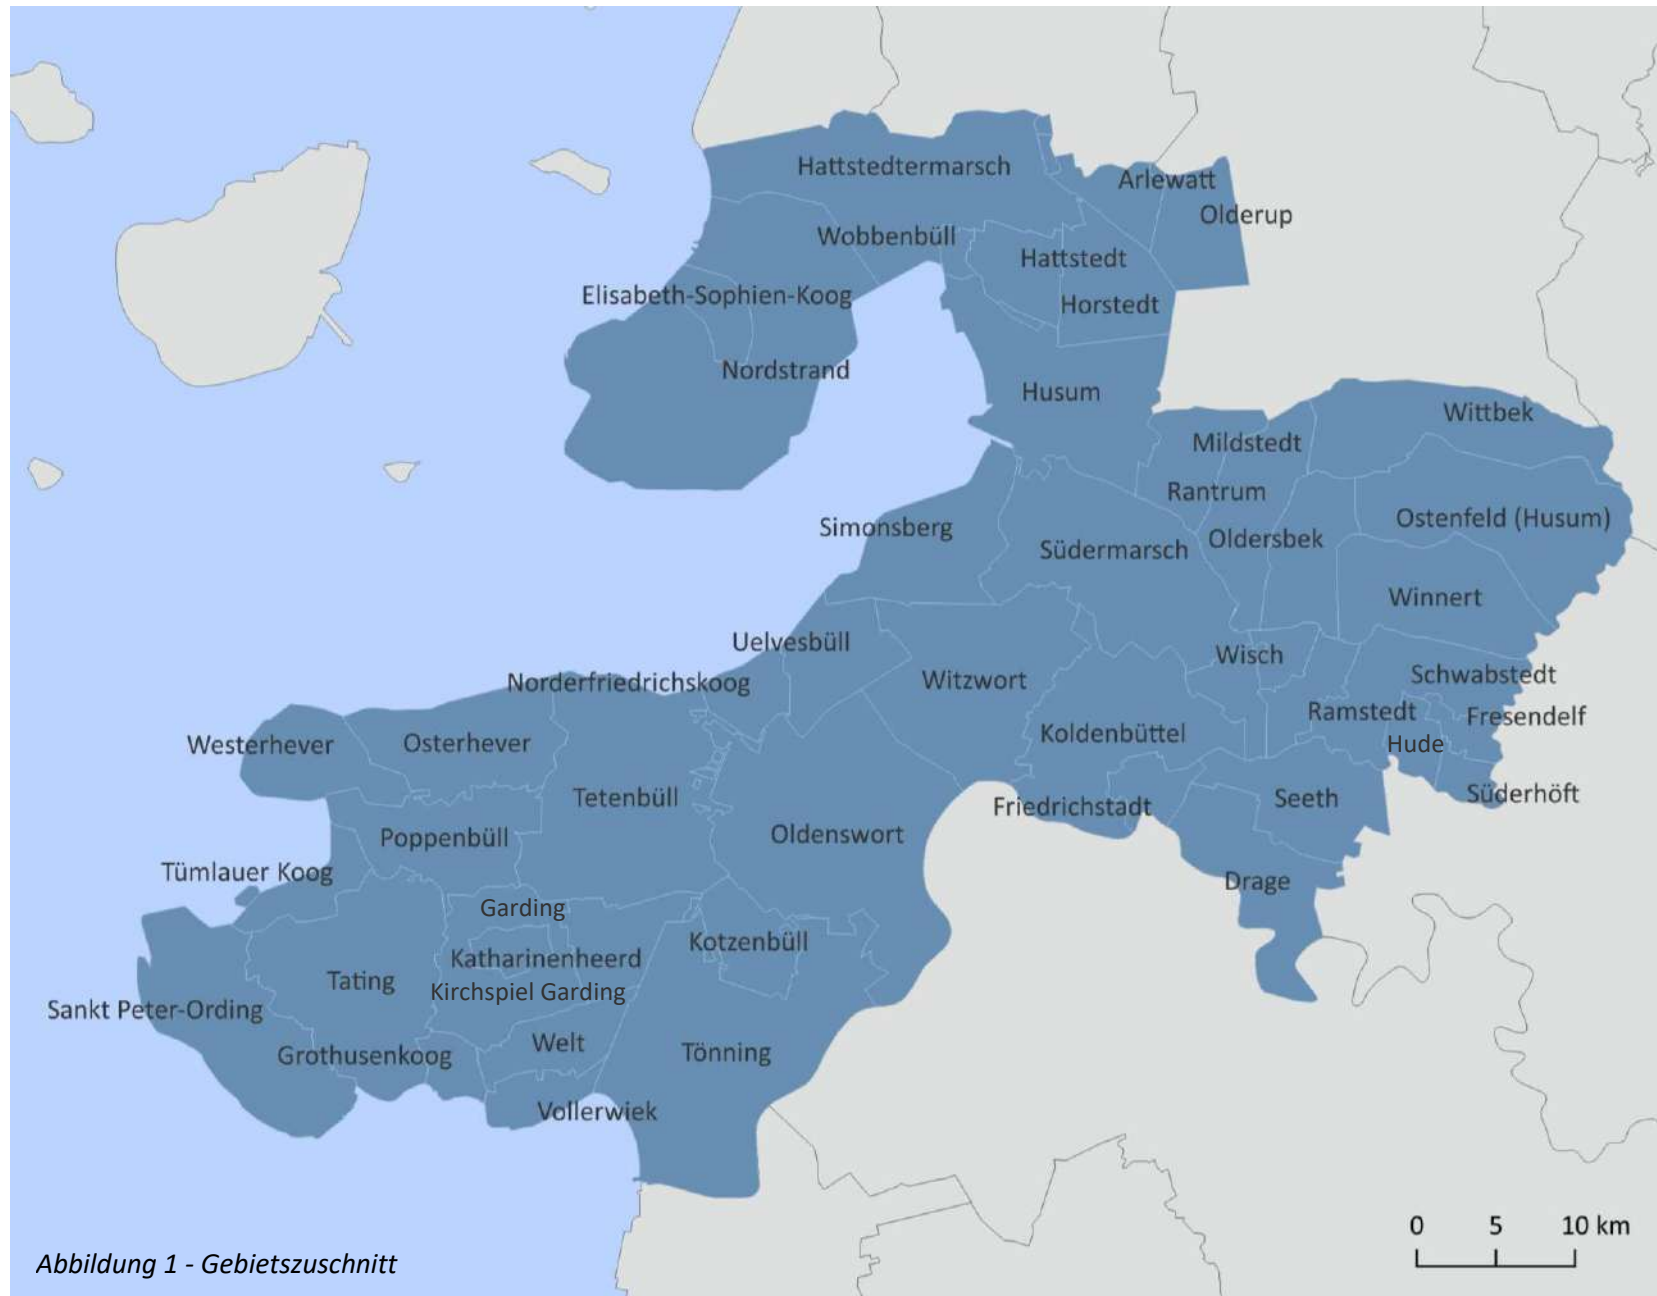 Hattstedtermarsch
Arlewatt
Olderup
Wobbenbüll
Hattstedt
Elisabeth-Sophien-Koog
Horstedt
Nordstrand
Husum
Wittbek
Mildstedt
Rantrum
Ostenfeld (Husum)
Simonsberg
Oldersbek
Südermarsch
Winnert
Uelvesbüll
Wisch
Schwabstedt
Norderfriedrichskoog
Witzwort
Ramstedt
Fresendelf
Koldenbüttel
Hude
Westerhever
Osterhever
Tetenbüll
Seeth
Süderhöft
Friedrichstadt
Poppenbüll
Oldenswort
Tümlauer Koog
Drage
Garding
Kotzenbüll
Katharinenheerd
Tating
Kirchspiel Garding
Sankt Peter-Ording
Welt
Tönning
Grothusenkoog
Vollerwiek
0 5 10 km
Abbildung 1 - Gebietszuschnitt